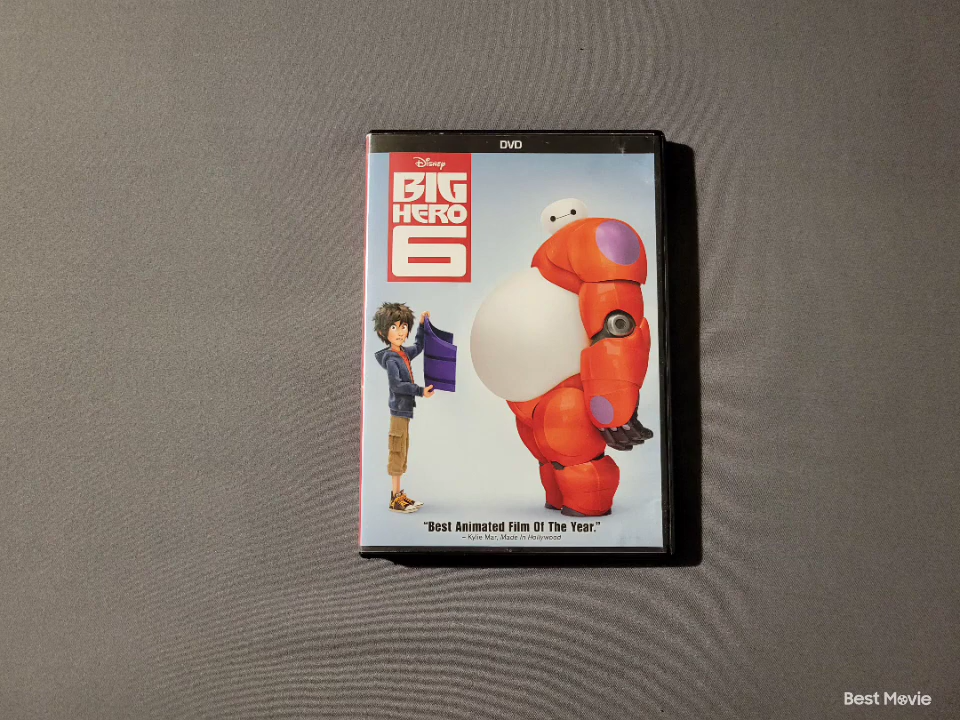 DVD
Disney
BIG
HERO
6
"Best Animated Film Of The Year."
– Kylie Mar, Made In Hollywood
Best Movie